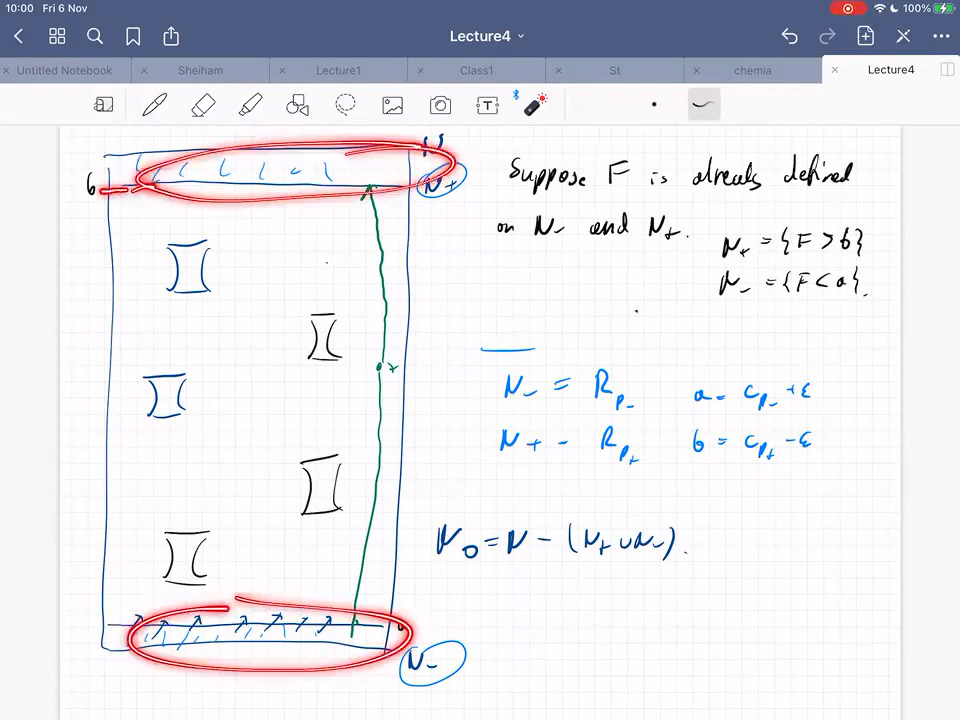 10:00 Fri 6 Nov
100%
Lecture4
Untitled Notebook
Sheiham
Lecture1
Class1
St
chemia
Lecture4
T
b
N+
Suppose F is already defined
on N- and N+.
N+ = {F > b}
N- = {F < a}.
x
N- = R_{p-} a = c_{p-} + ε
N+ - R_{p+} b = c_{p+} - ε
N_0 = N - (N+ ∪ N-).
N-